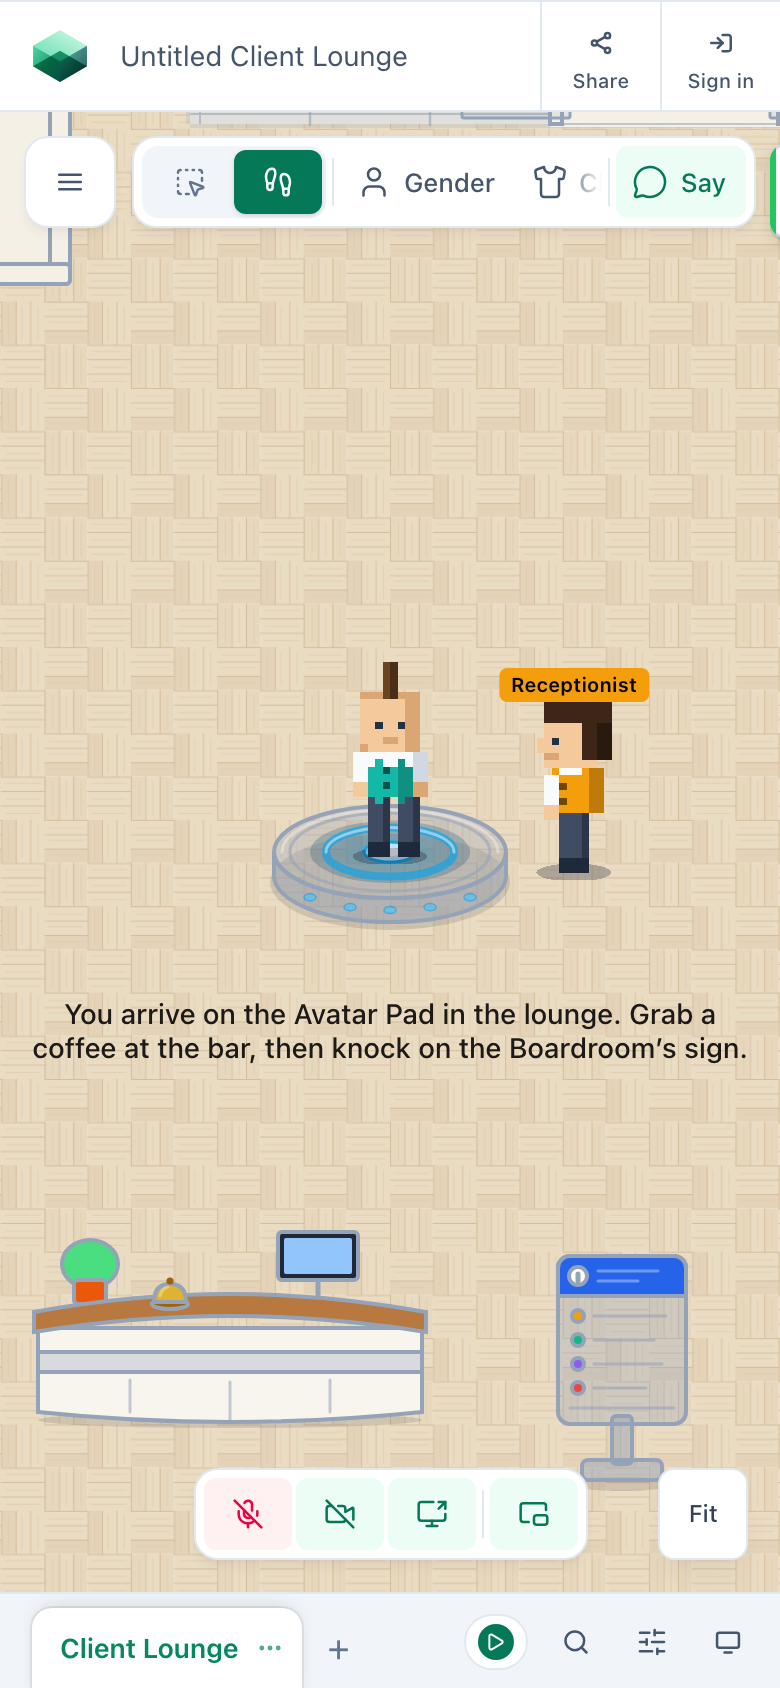 Untitled Client Lounge
Share
Sign in
Gender
Say
Receptionist
You arrive on the Avatar Pad in the lounge. Grab a
coffee at the bar, then knock on the Boardroom’s sign.
Fit
Client Lounge